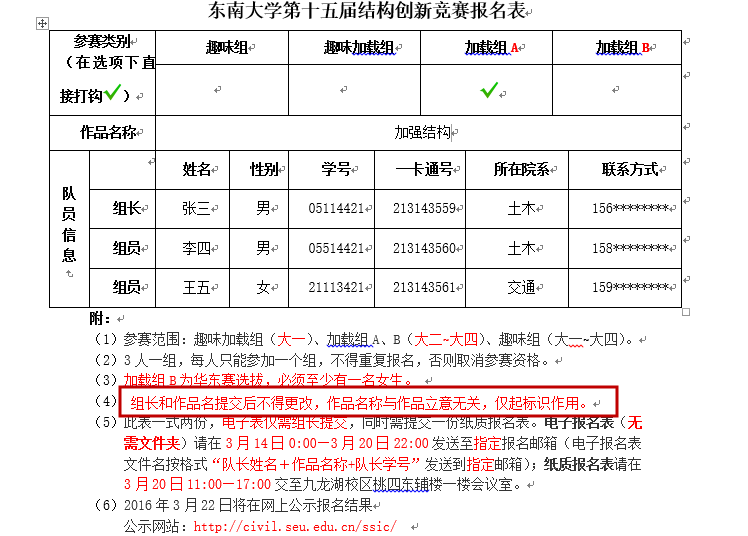 东南大学第十五届结构创新竞赛报名表
参赛类别 趣味组 趣味加载组 加载组 A 加载组 B
（在选项下直
接打钩✓） ✓
作品名称 加强结构
队员信息
姓名 性别 学号 一卡通号 所在院系 联系方式
组长 张三 男 05114421 213143559 土木 156********
组员 李四 男 05514421 213143560 土木 158********
组员 王五 女 21113421 213143561 交通 159********
附：
（1）参赛范围：趣味加载组（大一）、加载组 A、B（大二~大四）、趣味组（大一~大四）。
（2）3 人一组，每人只能参加一个组，不得重复报名，否则取消参赛资格。
（3）加载组 B 为华东赛选拔，必须至少有一名女生。
（4）组长和作品名提交后不得更改，作品名称与作品立意无关，仅起标识作用。
（5）此表一式两份，电子表仅需组长提交，同时需提交一份纸质报名表。电子报名表（无
需文件夹）请在 3 月 14 日 0:00—3 月 20 日 22:00 发送至指定报名邮箱（电子报名表
文件名按格式“队长姓名＋作品名称+队长学号”发送到指定邮箱）；纸质报名表请在
3 月 20 日 11:00—17:00 交至九龙湖校区桃四东铺楼一楼会议室。
（6）2016 年 3 月 22 日将在网上公示报名结果
公示网站：http://civil.seu.edu.cn/ssic/